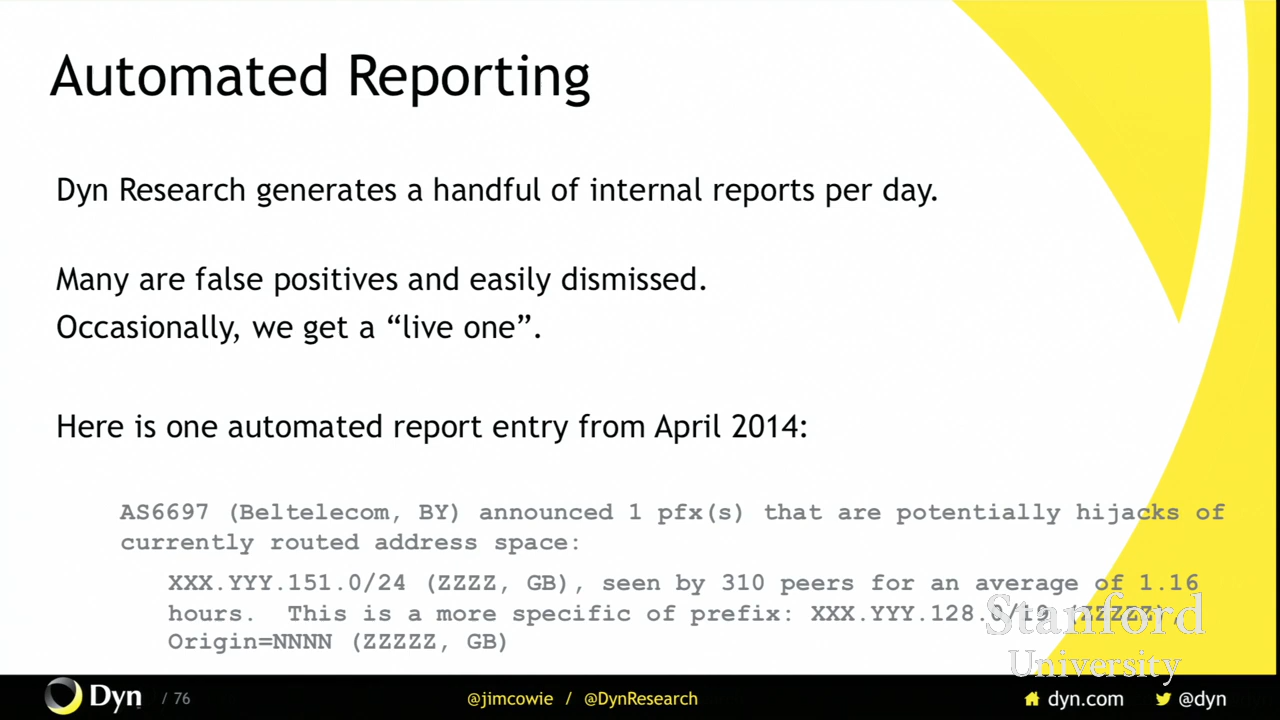 Automated Reporting
Dyn Research generates a handful of internal reports per day.
Many are false positives and easily dismissed.
Occasionally, we get a “live one”.
Here is one automated report entry from April 2014:
AS6697 (Beltelecom, BY) announced 1 pfx(s) that are potentially hijacks of
currently routed address space:
XXX.YYY.151.0/24 (ZZZZ, GB), seen by 310 peers for an average of 1.16
hours.  This is a more specific of prefix: XXX.YYY.128.0/19 (ZZZZZ),
Origin=NNNN (ZZZZZ, GB)
Stanford
University
Dyn
/ 76
@jimcowie / @DynResearch
dyn.com
@dyn